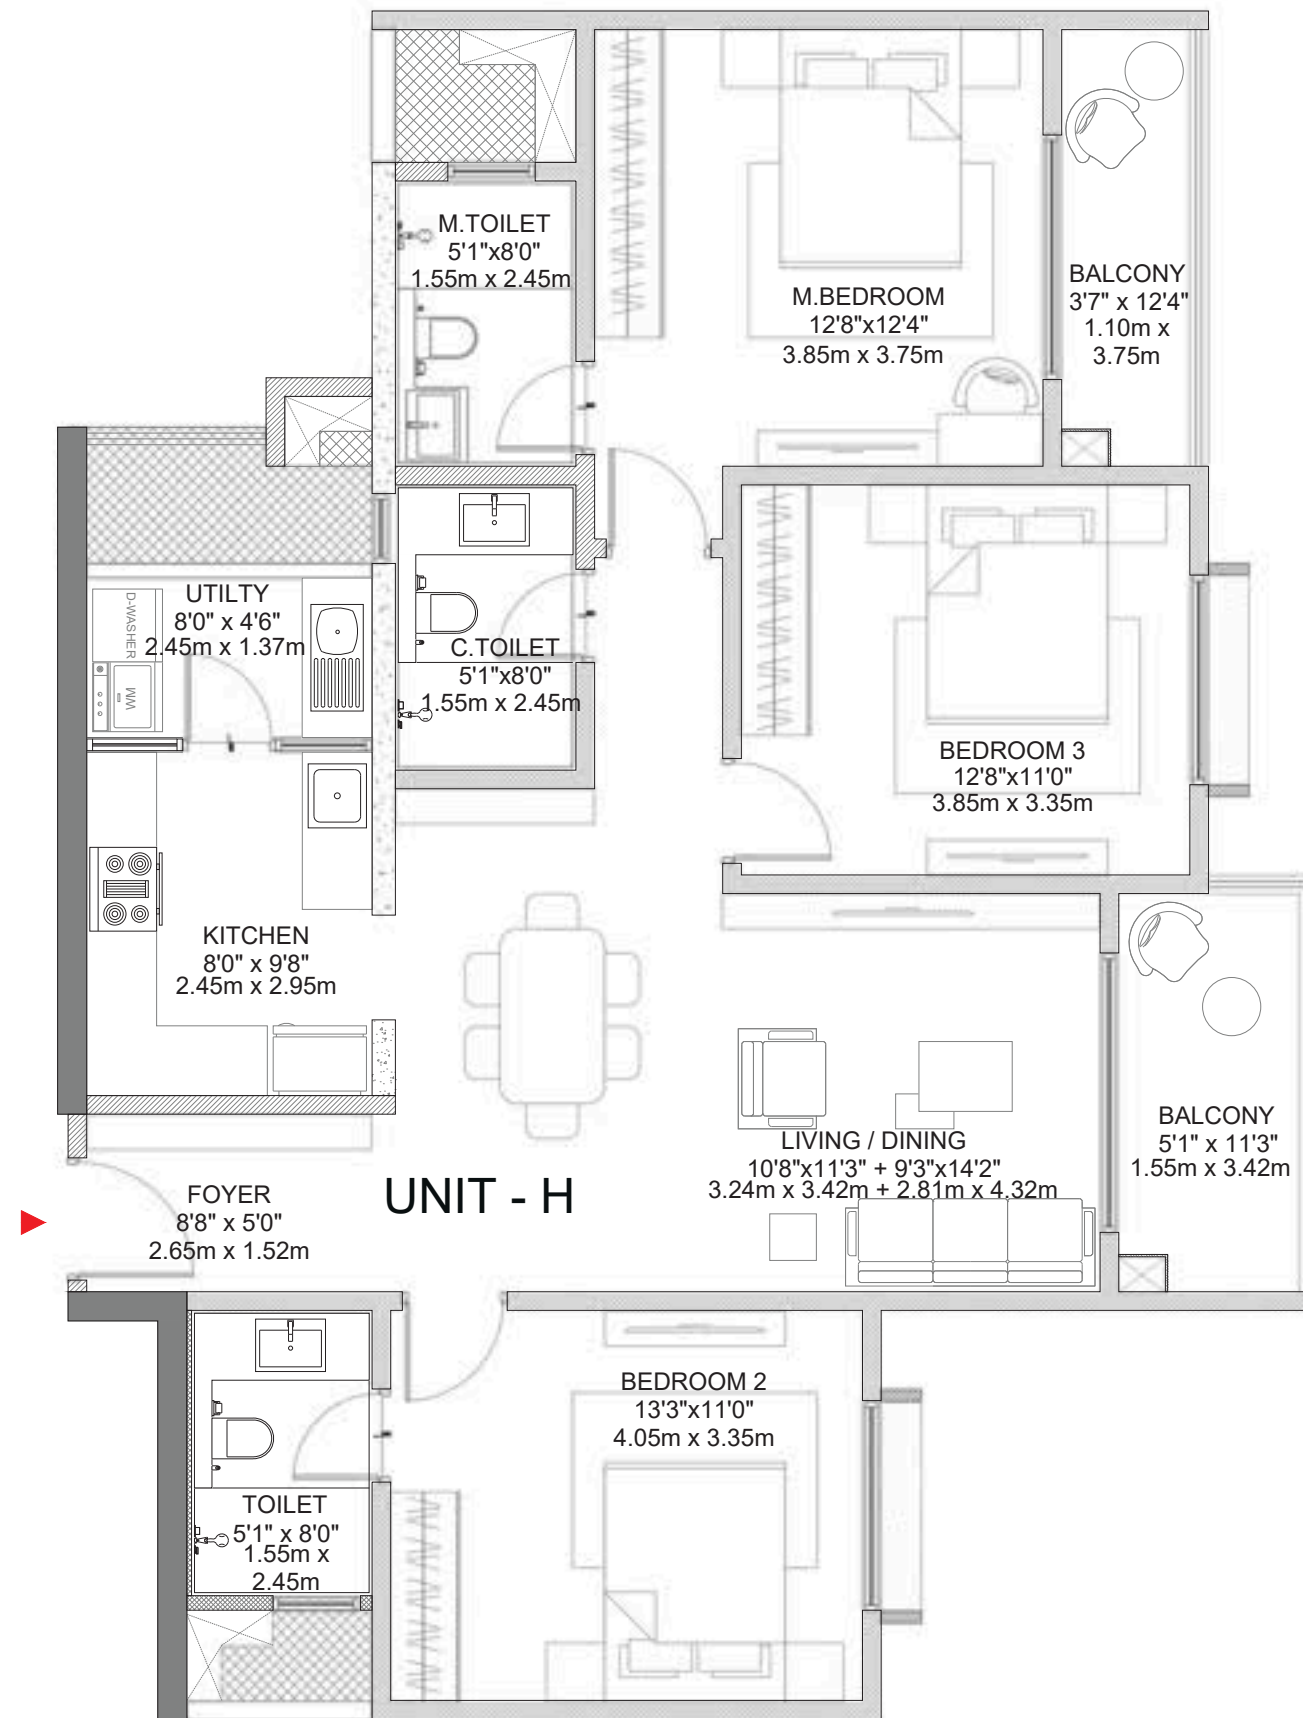 M.TOILET
5'1"x8'0"
1.55m x 2.45m
M.BEDROOM
12'8"x12'4"
3.85m x 3.75m
BALCONY
3'7" x 12'4"
1.10m x
3.75m
UTILTY
8'0" x 4'6"
2.45m x 1.37m
D-WASHER
WM
C.TOILET
5'1"x8'0"
1.55m x 2.45m
BEDROOM 3
12'8"x11'0"
3.85m x 3.35m
KITCHEN
8'0" x 9'8"
2.45m x 2.95m
LIVING / DINING
10'8"x11'3" + 9'3"x14'2"
3.24m x 3.42m + 2.81m x 4.32m
BALCONY
5'1" x 11'3"
1.55m x 3.42m
FOYER
8'8" x 5'0"
2.65m x 1.52m
UNIT - H
BEDROOM 2
13'3"x11'0"
4.05m x 3.35m
TOILET
5'1" x 8'0"
1.55m x
2.45m